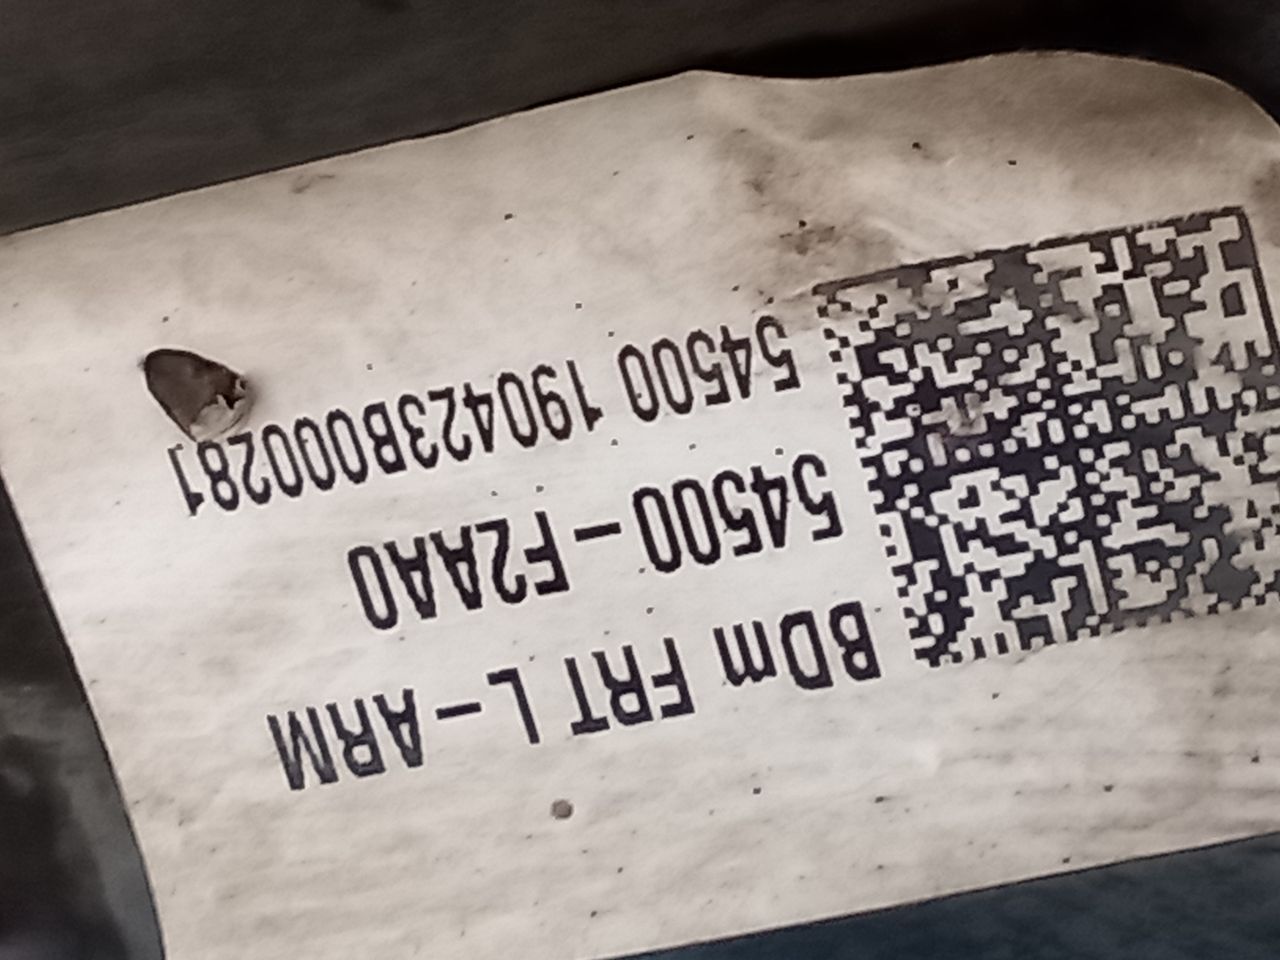 BDm FRT L-ARM
54500-F2AA0
54500 190423B000281